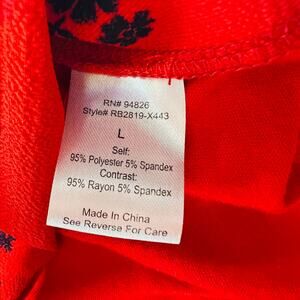 RN# 94826
Style# RB2819-X443
L
Self:
95% Polyester 5% Spandex
Contrast:
95% Rayon 5% Spandex
Made In China
See Reverse For Care